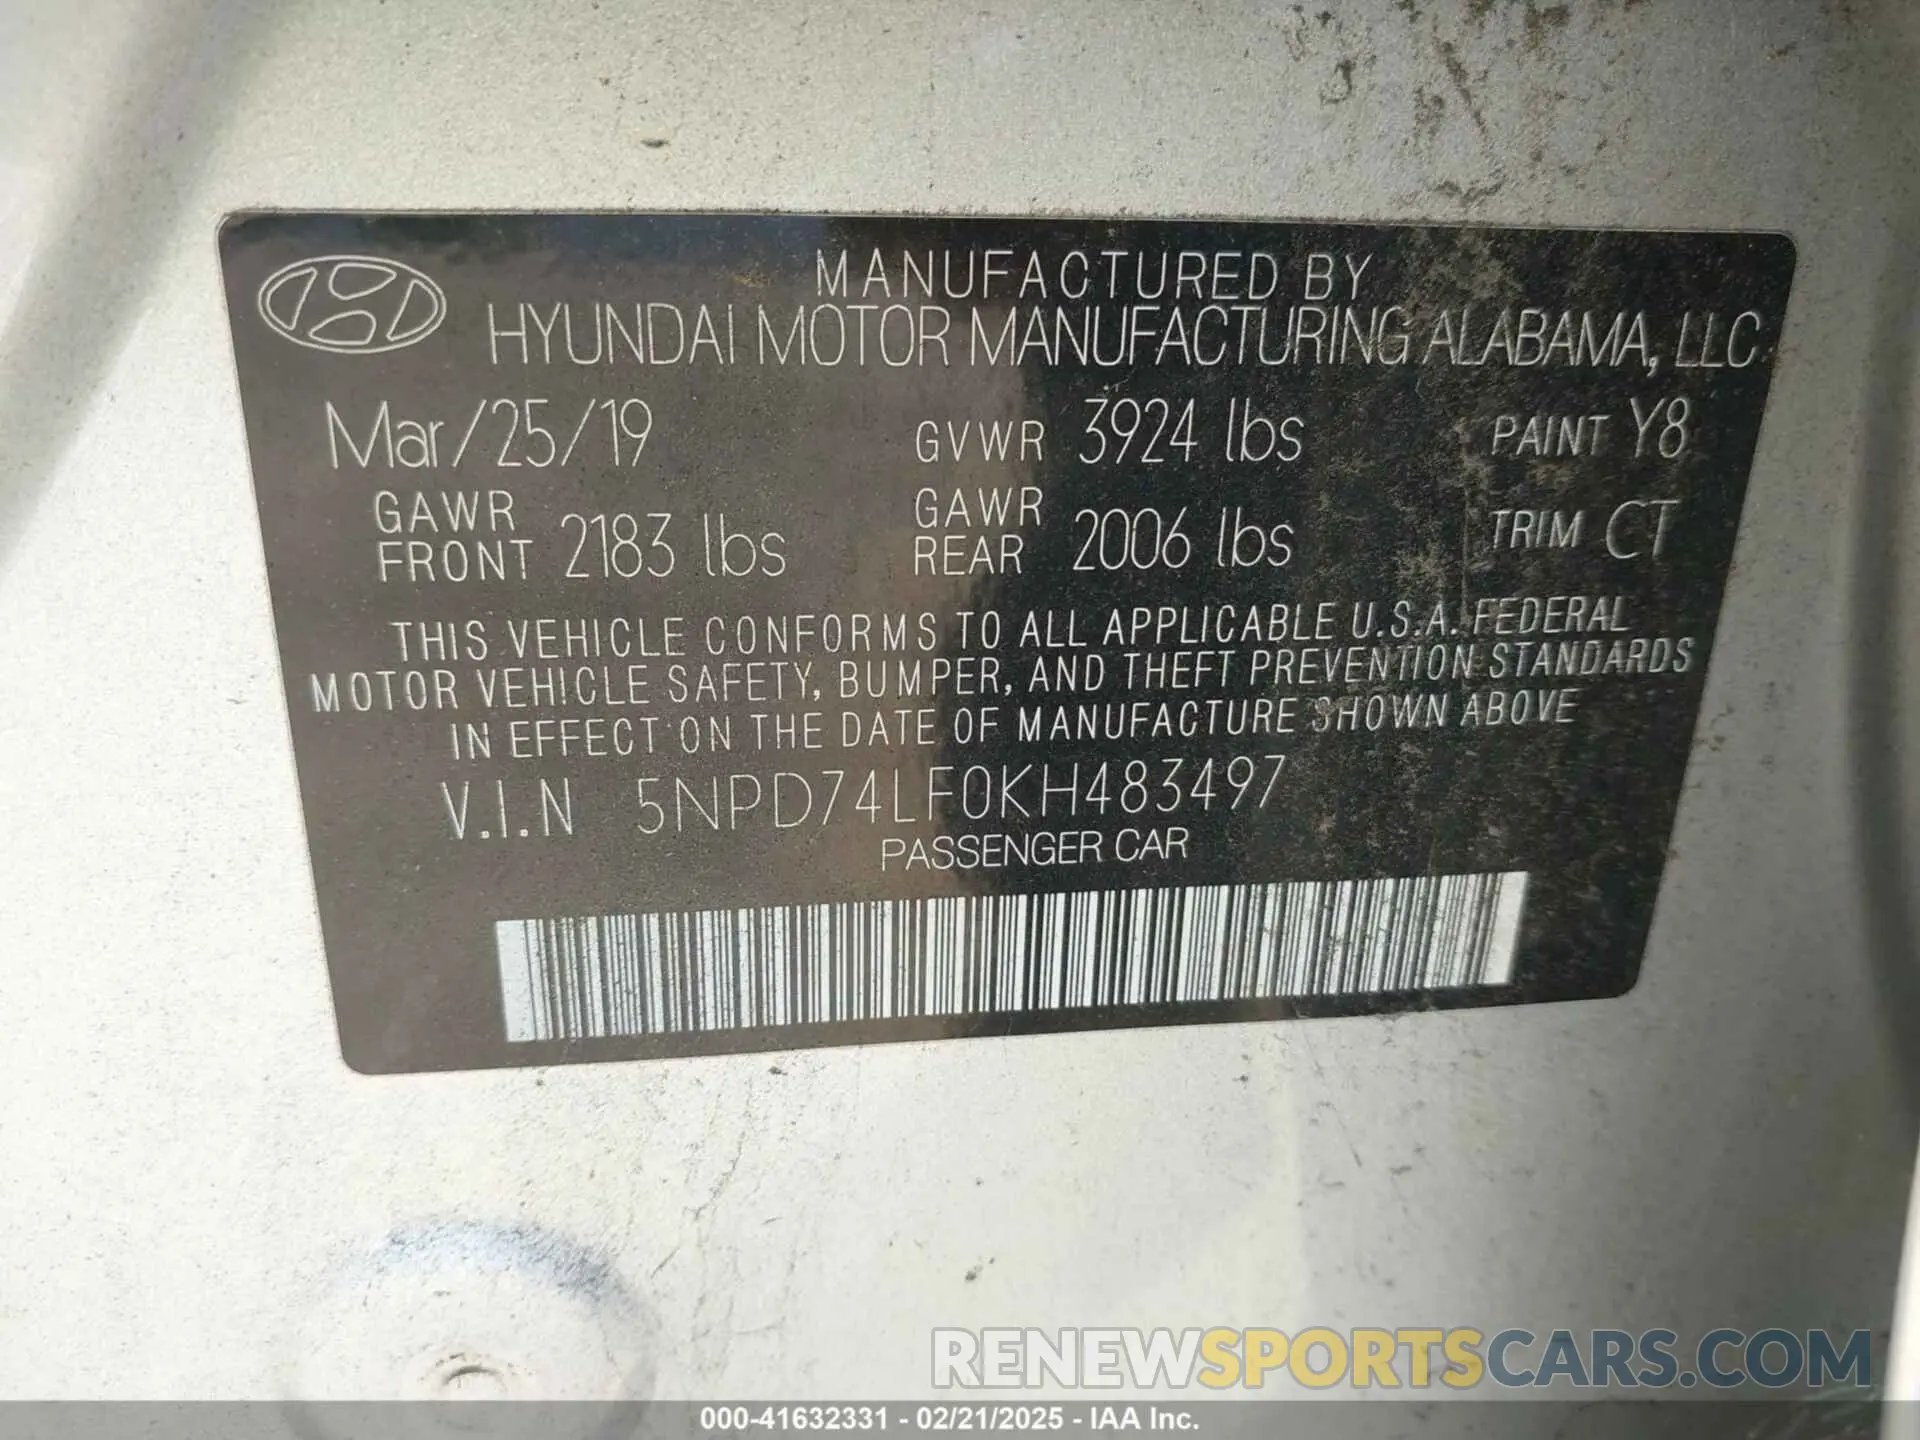 MANUFACTURED BY
HYUNDAI MOTOR MANUFACTURING ALABAMA, LLC
Mar/25/19 GVWR 3924 lbs PAINT Y8
GAWR FRONT 2183 lbs GAWR REAR 2006 lbs TRIM CT
THIS VEHICLE CONFORMS TO ALL APPLICABLE U.S.A. FEDERAL
MOTOR VEHICLE SAFETY, BUMPER, AND THEFT PREVENTION STANDARDS
IN EFFECT ON THE DATE OF MANUFACTURE SHOWN ABOVE
V.I.N 5NPD74LF0KH483497
PASSENGER CAR
RENEWSPORTSCARS.COM
000-41632331 - 02/21/2025 - IAA Inc.